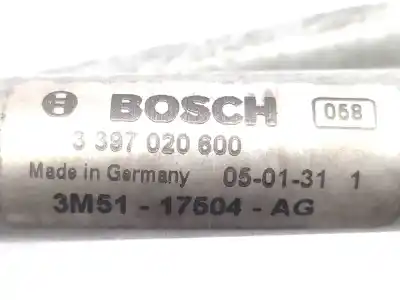 BOSCH 058
3 397 020 600
Made in Germany 05-01-31 1
3M51 - 17504 - AG